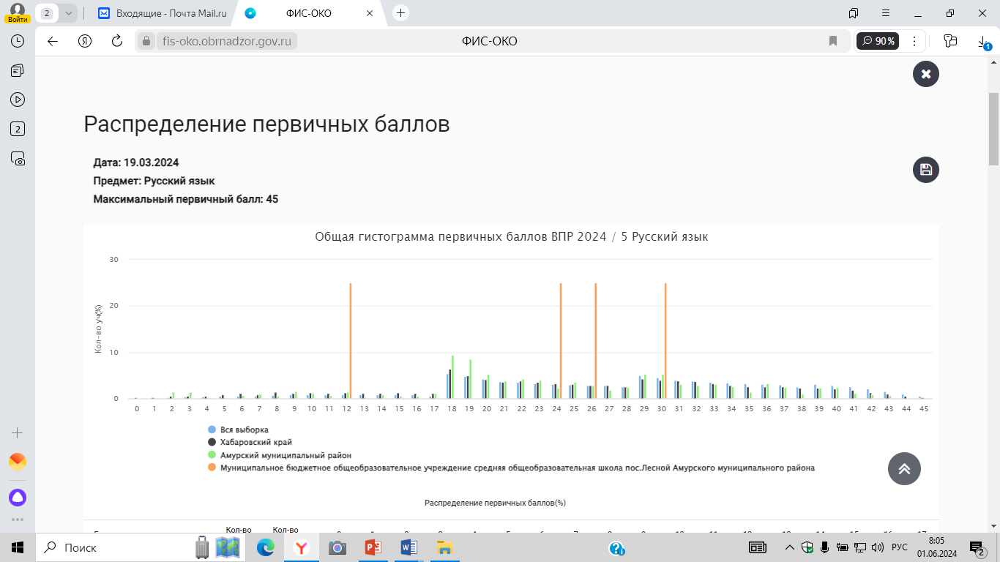 Войти
2
Входящие - Почта Mail.ru
ФИС-ОКО
fis-oko.obrnadzor.gov.ru
ФИС-ОКО
90%
1
2
Распределение первичных баллов
Дата: 19.03.2024
Предмет: Русский язык
Максимальный первичный балл: 45
Общая гистограмма первичных баллов ВПР 2024 / 5 Русский язык
Кол-во уч(%)
30
20
10
0
0 1 2 3 4 5 6 7 8 9 10 11 12 13 14 15 16 17 18 19 20 21 22 23 24 25 26 27 28 29 30 31 32 33 34 35 36 37 38 39 40 41 42 43 44 45
Вся выборка
Хабаровский край
Амурский муниципальный район
Муниципальное бюджетное общеобразовательное учреждение средняя общеобразовательная школа пос.Лесной Амурского муниципального района
Распределение первичных баллов(%)
Кол-во Кол-во
Поиск
РУС
8:05
01.06.2024
2